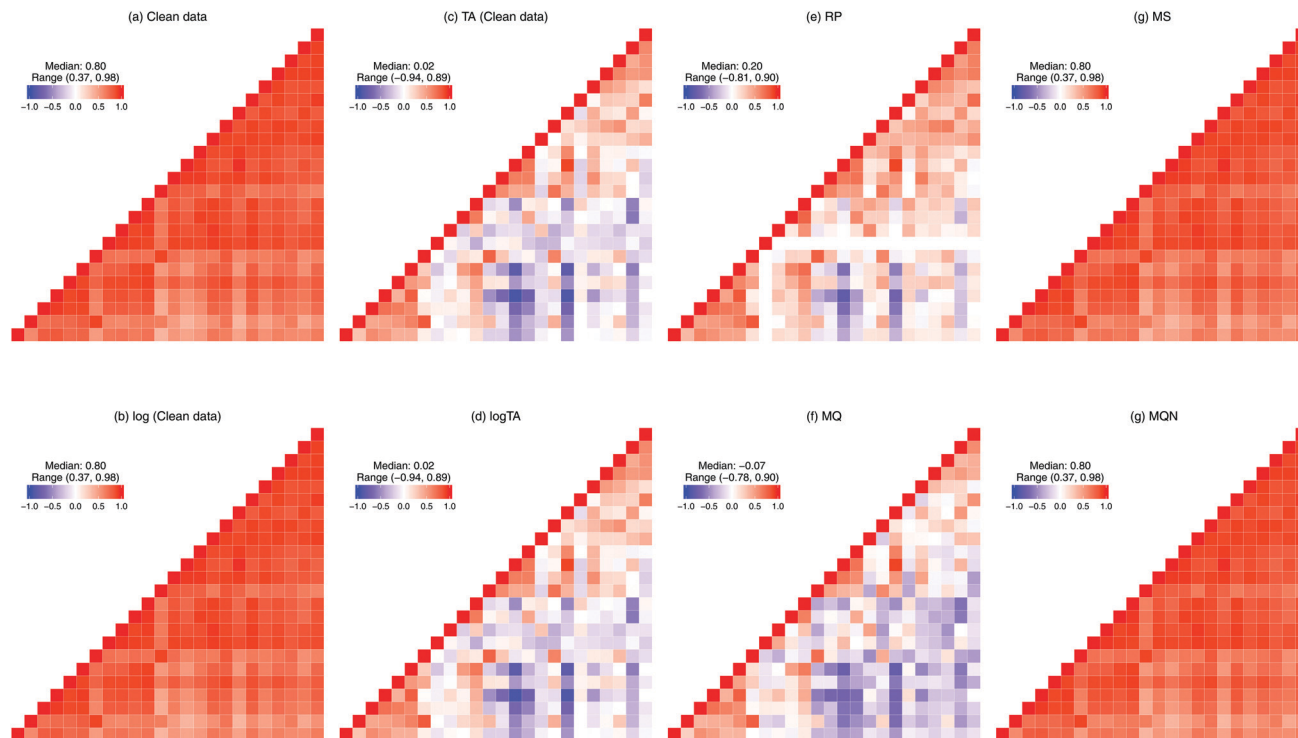 (a) Clean data
Median: 0.80
Range (0.37, 0.98)
−1.0 −0.5 0.0 0.5 1.0
(c) TA (Clean data)
Median: 0.02
Range (−0.94, 0.89)
−1.0 −0.5 0.0 0.5 1.0
(e) RP
Median: 0.20
Range (−0.81, 0.90)
−1.0 −0.5 0.0 0.5 1.0
(g) MS
Median: 0.80
Range (0.37, 0.98)
−1.0 −0.5 0.0 0.5 1.0
(b) log (Clean data)
Median: 0.80
Range (0.37, 0.98)
−1.0 −0.5 0.0 0.5 1.0
(d) logTA
Median: 0.02
Range (−0.94, 0.89)
−1.0 −0.5 0.0 0.5 1.0
(f) MQ
Median: −0.07
Range (−0.78, 0.90)
−1.0 −0.5 0.0 0.5 1.0
(g) MQN
Median: 0.80
Range (0.37, 0.98)
−1.0 −0.5 0.0 0.5 1.0